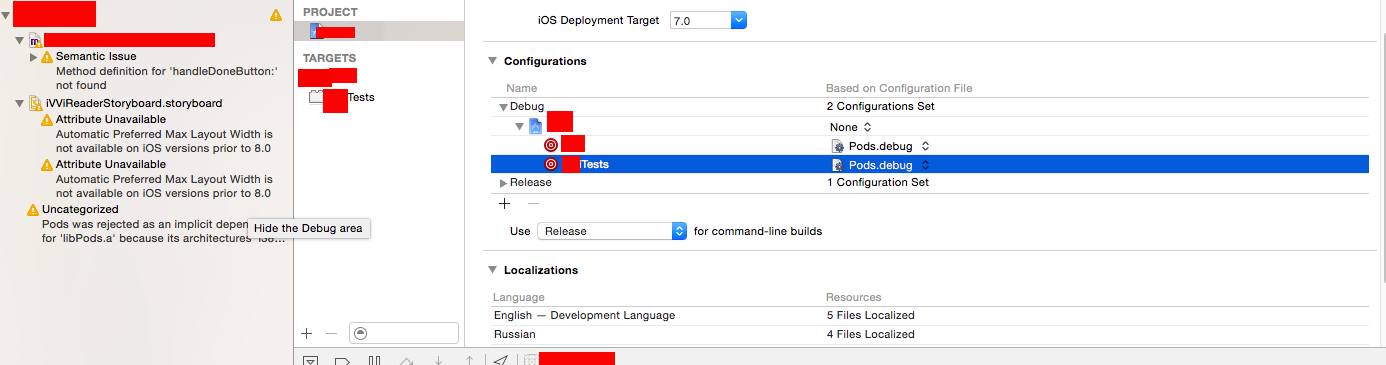 Semantic Issue
Method definition for 'handleDoneButton:'
not found
iVViReaderStoryboard.storyboard
Attribute Unavailable
Automatic Preferred Max Layout Width is
not available on iOS versions prior to 8.0
Attribute Unavailable
Automatic Preferred Max Layout Width is
not available on iOS versions prior to 8.0
Uncategorized
Pods was rejected as an implicit depen
for 'libPods.a' because its architectures 'i38...
Hide the Debug area
PROJECT
TARGETS
Tests
iOS Deployment Target 7.0
Configurations
Name Based on Configuration File
Debug 2 Configurations Set
None
Pods.debug
Tests Pods.debug
Release 1 Configuration Set
Use Release for command-line builds
Localizations
Language Resources
English — Development Language 5 Files Localized
Russian 4 Files Localized